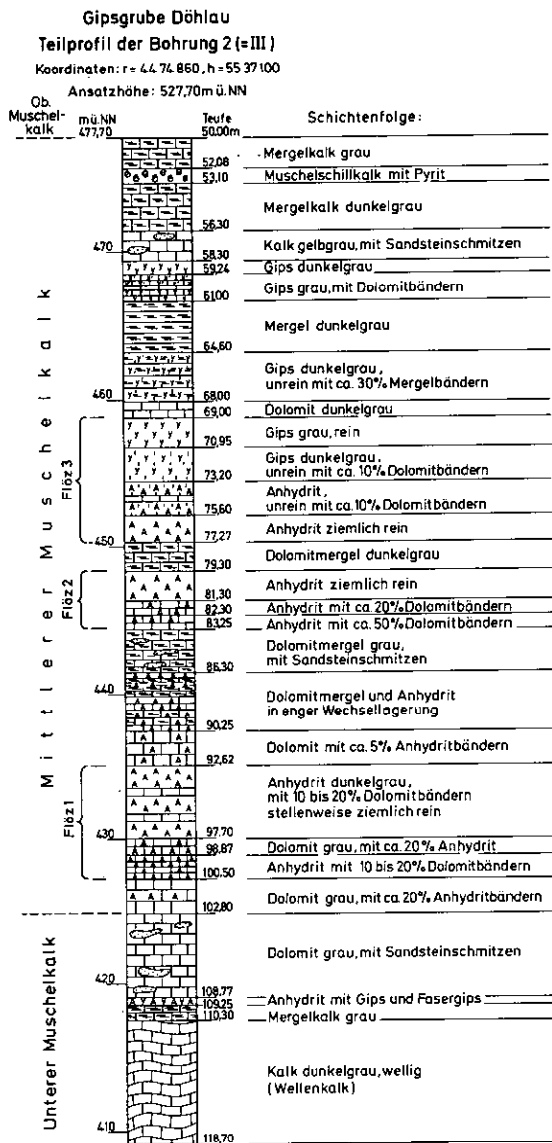 Gipsgrube Döhlau
Teilprofil der Bohrung 2 (=III)
Koordinaten: r = 44 74 860, h = 55 37100
Ansatzhöhe: 527,70 m ü. NN
Ob. Muschel-
kalk
mü.NN
477,70
Teufe
50,00m
Schichtenfolge:
Mergelkalk grau
52,08
Muschelschillkalk mit Pyrit
53,10
Mergelkalk dunkelgrau
56,30
470
Kalk gelbgrau, mit Sandsteinschmitzen
58,30
Gips dunkelgrau
59,24
Gips grau, mit Dolomitbändern
61,00
Mergel dunkelgrau
64,60
Gips dunkelgrau,
unrein mit ca. 30% Mergelbändern
460
68,00
Dolomit dunkelgrau
69,00
Gips grau, rein
70,95
Gips dunkelgrau,
unrein mit ca. 10% Dolomitbändern
73,20
Anhydrit,
unrein mit ca. 10% Dolomitbändern
75,60
Anhydrit ziemlich rein
77,27
450
Dolomitmergel dunkelgrau
79,30
Anhydrit ziemlich rein
81,30
Anhydrit mit ca. 20% Dolomitbändern
82,30
Anhydrit mit ca. 50% Dolomitbändern
83,25
Dolomitmergel grau,
mit Sandsteinschmitzen
86,30
440
Dolomitmergel und Anhydrit
in enger Wechsellagerung
90,25
Dolomit mit ca. 5% Anhydritbändern
92,62
Anhydrit dunkelgrau,
mit 10 bis 20% Dolomitbändern
stellenweise ziemlich rein
97,70
430
Dolomit grau, mit ca. 20% Anhydrit
98,87
Anhydrit mit 10 bis 20% Dolomitbändern
100,50
Dolomit grau, mit ca. 20% Anhydritbändern
102,80
Dolomit grau, mit Sandsteinschmitzen
420
108,77
Anhydrit mit Gips und Fasergips
109,25
Mergelkalk grau
110,30
Kalk dunkelgrau, wellig
(Wellenkalk)
410
118,70
Mittlerer Muschelkalk
Flöz 3
Flöz 2
Flöz 1
Unterer Muschelkalk